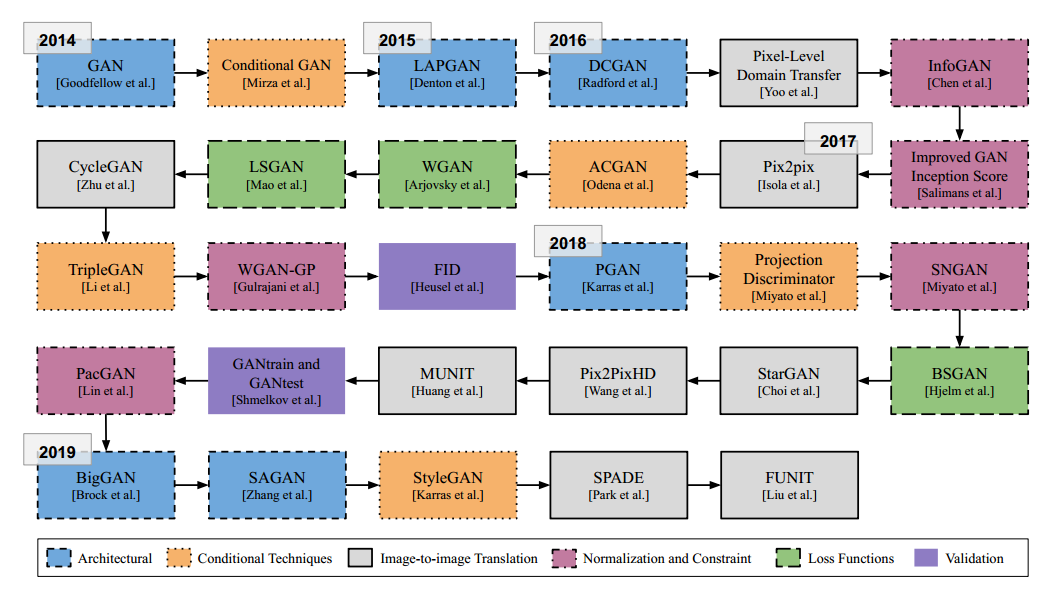 2014
GAN
[Goodfellow et al.]
Conditional GAN
[Mirza et al.]
2015
LAPGAN
[Denton et al.]
2016
DCGAN
[Radford et al.]
Pixel-Level
Domain Transfer
[Yoo et al.]
InfoGAN
[Chen et al.]
Improved GAN
Inception Score
[Salimans et al.]
2017
Pix2pix
[Isola et al.]
ACGAN
[Odena et al.]
WGAN
[Arjovsky et al.]
LSGAN
[Mao et al.]
CycleGAN
[Zhu et al.]
TripleGAN
[Li et al.]
WGAN-GP
[Gulrajani et al.]
FID
[Heusel et al.]
2018
PGAN
[Karras et al.]
Projection
Discriminator
[Miyato et al.]
SNGAN
[Miyato et al.]
BSGAN
[Hjelm et al.]
StarGAN
[Choi et al.]
Pix2PixHD
[Wang et al.]
MUNIT
[Huang et al.]
GANtrain and
GANtest
[Shmelkov et al.]
PacGAN
[Lin et al.]
2019
BigGAN
[Brock et al.]
SAGAN
[Zhang et al.]
StyleGAN
[Karras et al.]
SPADE
[Park et al.]
FUNIT
[Liu et al.]
Architectural
Conditional Techniques
Image-to-image Translation
Normalization and Constraint
Loss Functions
Validation